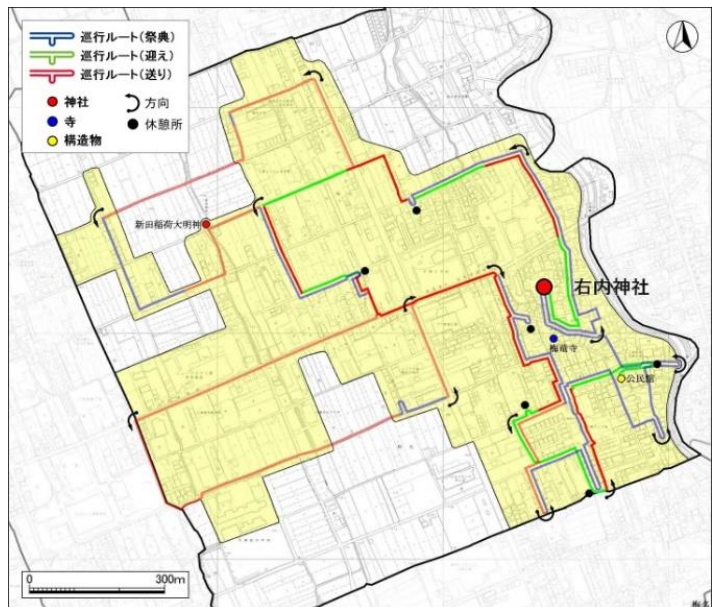 巡行ルート(祭典)
巡行ルート(迎え)
巡行ルート(送り)
神社
方向
寺
休憩所
構造物
新田稲荷大明神
右内神社
梅竜寺
公民館
0
300m